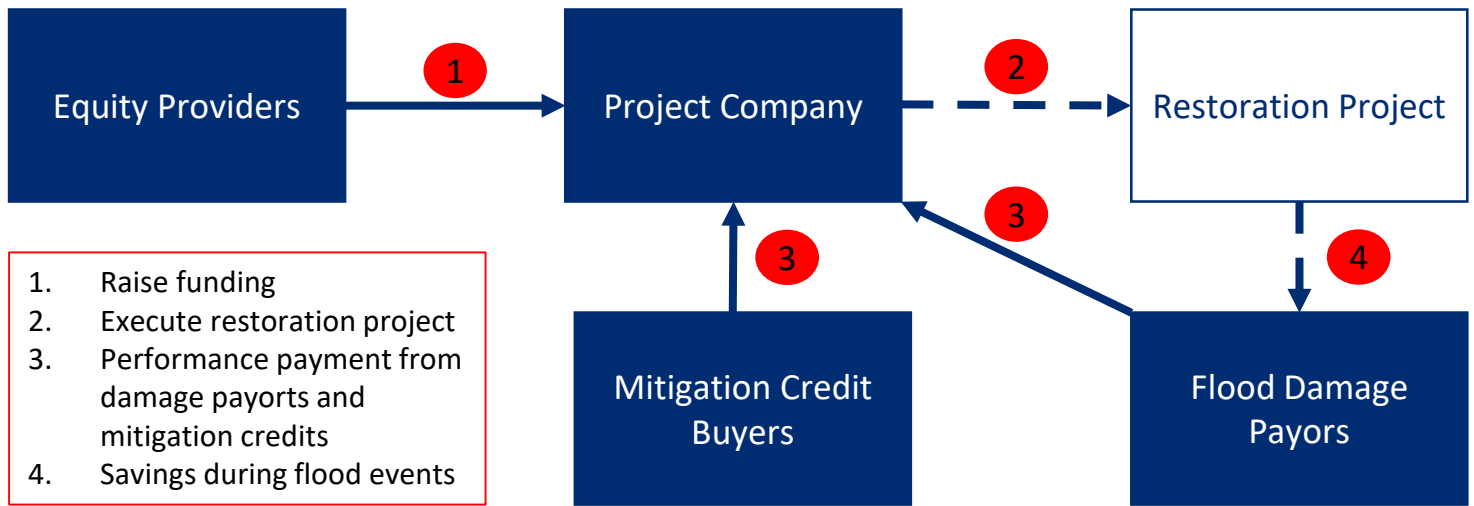 1
2
Equity Providers
Project Company
Restoration Project
3
3
4
1. Raise funding
2. Execute restoration project
3. Performance payment from
damage payorts and
mitigation credits
4. Savings during flood events
Mitigation Credit
Buyers
Flood Damage
Payors